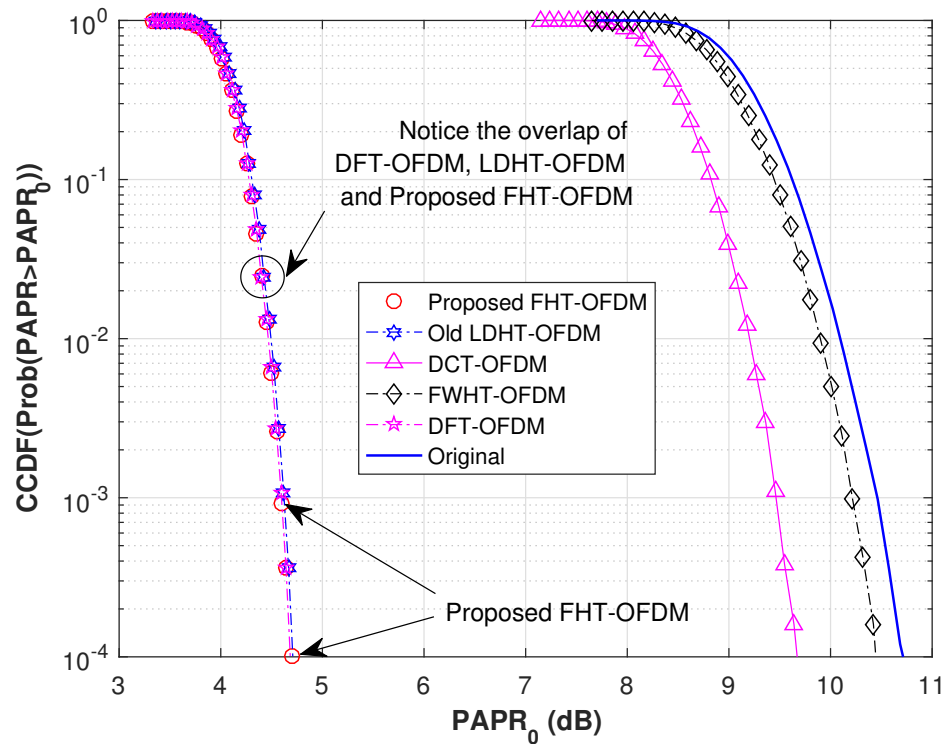 10^0
10^-1
10^-2
10^-3
10^-4
CCDF(Prob(PAPR>PAPR_0))
Notice the overlap of
DFT-OFDM, LDHT-OFDM
and Proposed FHT-OFDM
Proposed FHT-OFDM
Old LDHT-OFDM
DCT-OFDM
FWHT-OFDM
DFT-OFDM
Original
Proposed FHT-OFDM
3 4 5 6 7 8 9 10 11
PAPR_0 (dB)